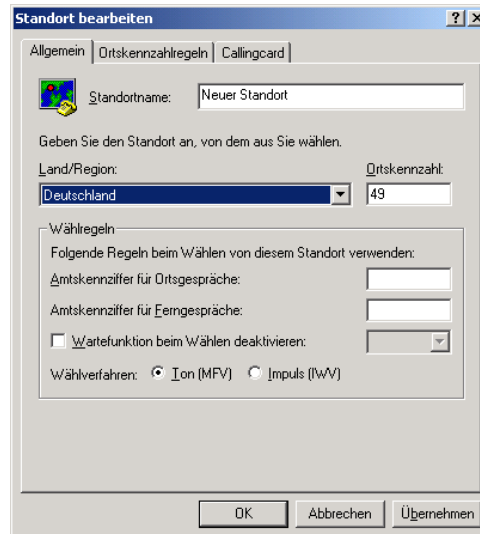 Standort bearbeiten
Allgemein Ortskennzahlregeln Callingcard
Standortname: Neuer Standort
Geben Sie den Standort an, von dem aus Sie wählen.
Land/Region: Ortskennzahl:
Deutschland 49
Wählregeln
Folgende Regeln beim Wählen von diesem Standort verwenden:
Amtskennziffer für Ortsgespräche:
Amtskennziffer für Ferngespräche:
Wartefunktion beim Wählen deaktivieren:
Wählverfahren: Ton (MFV) Impuls (IWV)
OK Abbrechen Übernehmen